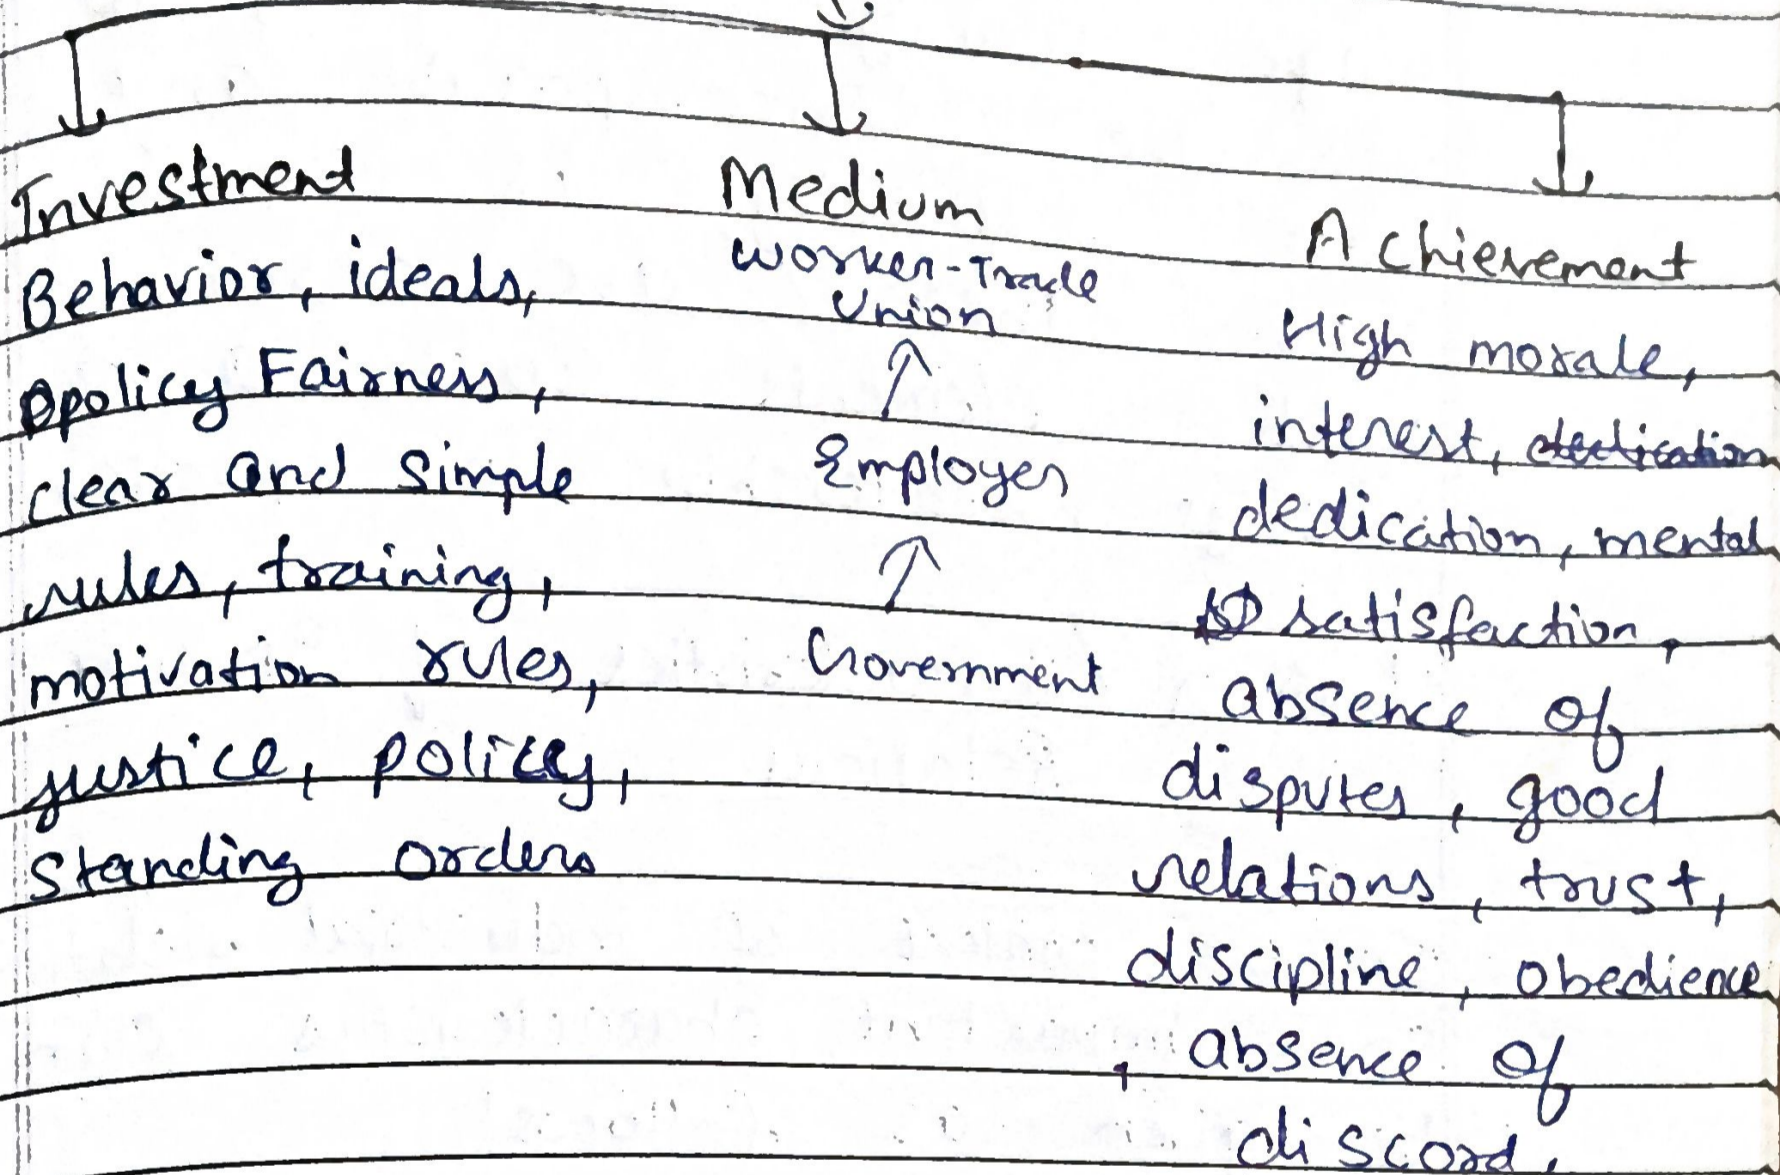 Investment
Behavior, ideals,
policy Fairness,
clear and simple
rules, training,
motivation rules,
justice, policy,
Standing orders
Medium
Worker-Trade
Union
↑
Employer
↑
Government
Achievement
High morale,
interest, dedication
dedication, mental
satisfaction,
absence of
disputes, good
relations, trust,
discipline, obedience
, absence of
discord.